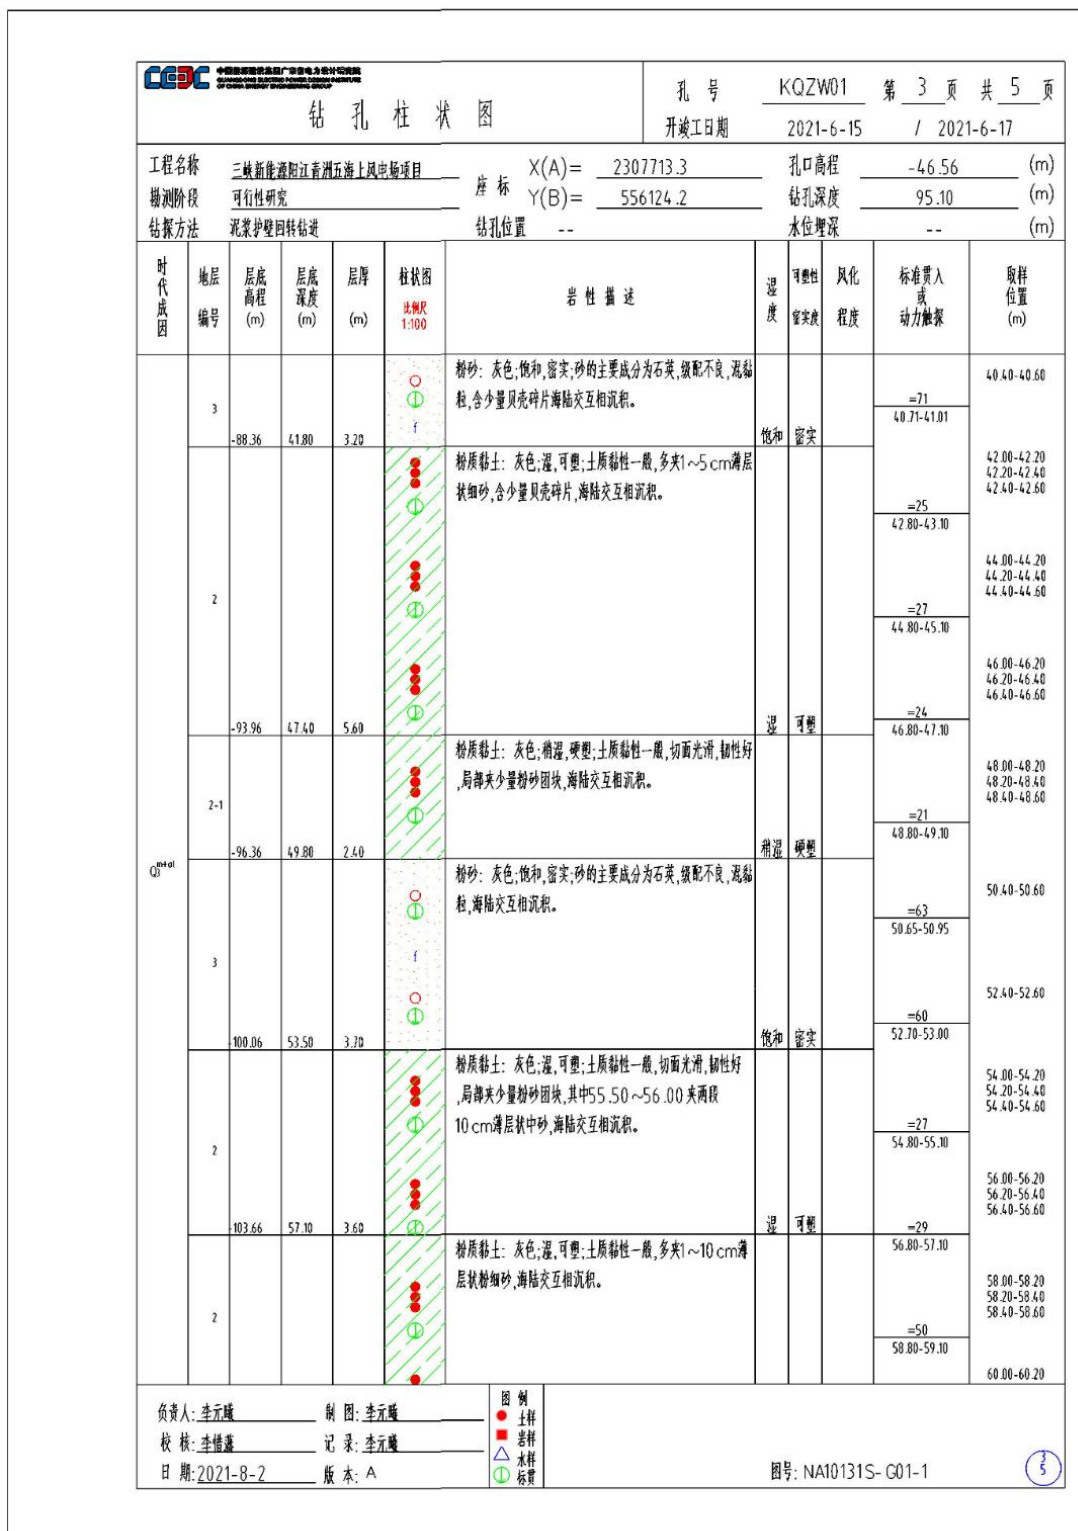 CEEC 中国能源建设集团广东省电力设计研究院
GUANGDONG ELECTRIC POWER DESIGN INSTITUTE
OF CHINA ENERGY ENGINEERING GROUP
钻 孔 柱 状 图
孔 号 KQZW01 第 3 页 共 5 页
开竣工日期 2021-6-15 / 2021-6-17
工程名称 三峡新能源阳江青洲五海上风电场项目
勘测阶段 可行性研究
钻探方法 泥浆护壁回转钻进
座 标 X(A)= 2307713.3
Y(B)= 556124.2
钻孔位置 --
孔口高程 -46.56 (m)
钻孔深度 95.10 (m)
水位埋深 -- (m)
时代成因
地层编号
层底高程(m)
层底深度(m)
层厚(m)
柱状图 比例尺 1:100
岩 性 描 述
湿度
可塑性 密实度
风化程度
标准贯入或动力触探
取样位置(m)
Q3 m+al
3 -88.36 41.80 3.20
f
粉砂: 灰色;饱和,密实;砂的主要成分为石英,级配不良,混黏
粒,含少量贝壳碎片海陆交互相沉积。
饱和 密实
=71
40.71-41.01
40.40-40.60
2 -93.96 47.40 5.60
粉质黏土: 灰色;湿,可塑;土质黏性一般,多夹1~5cm薄层
状细砂,含少量贝壳碎片,海陆交互相沉积。
湿 可塑
=25
42.80-43.10
=27
44.80-45.10
=24
46.80-47.10
42.00-42.20
42.20-42.40
42.40-42.60
44.00-44.20
44.20-44.40
44.40-44.60
46.00-46.20
46.20-46.40
46.40-46.60
2-1 -96.36 49.80 2.40
粉质黏土: 灰色;稍湿,硬塑;土质黏性一般,切面光滑,韧性好
,局部夹少量粉砂团块,海陆交互相沉积。
稍湿 硬塑
=21
48.80-49.10
48.00-48.20
48.20-48.40
48.40-48.60
3 -100.06 53.50 3.70
f
粉砂: 灰色;饱和,密实;砂的主要成分为石英,级配不良,混黏
粒,海陆交互相沉积。
饱和 密实
=63
50.65-50.95
=60
52.70-53.00
50.40-50.60
52.40-52.60
2 -103.66 57.10 3.60
粉质黏土: 灰色;湿,可塑;土质黏性一般,切面光滑,韧性好
,局部夹少量粉砂团块,其中55.50~56.00夹两段
10cm薄层状中砂,海陆交互相沉积。
湿 可塑
=27
54.80-55.10
=29
56.80-57.10
54.00-54.20
54.20-54.40
54.40-54.60
56.00-56.20
56.20-56.40
56.40-56.60
2
粉质黏土: 灰色;湿,可塑;土质黏性一般,多夹1~10cm薄
层状粉细砂,海陆交互相沉积。
=50
58.80-59.10
58.00-58.20
58.20-58.40
58.40-58.60
60.00-60.20
负责人: 李元曦 制 图: 李元曦
校 核: 李惜藩 记 录: 李元曦
日 期: 2021-8-2 版 本: A
图 例
土样
岩样
水样
标贯
图号: NA10131S-G01-1
3
5